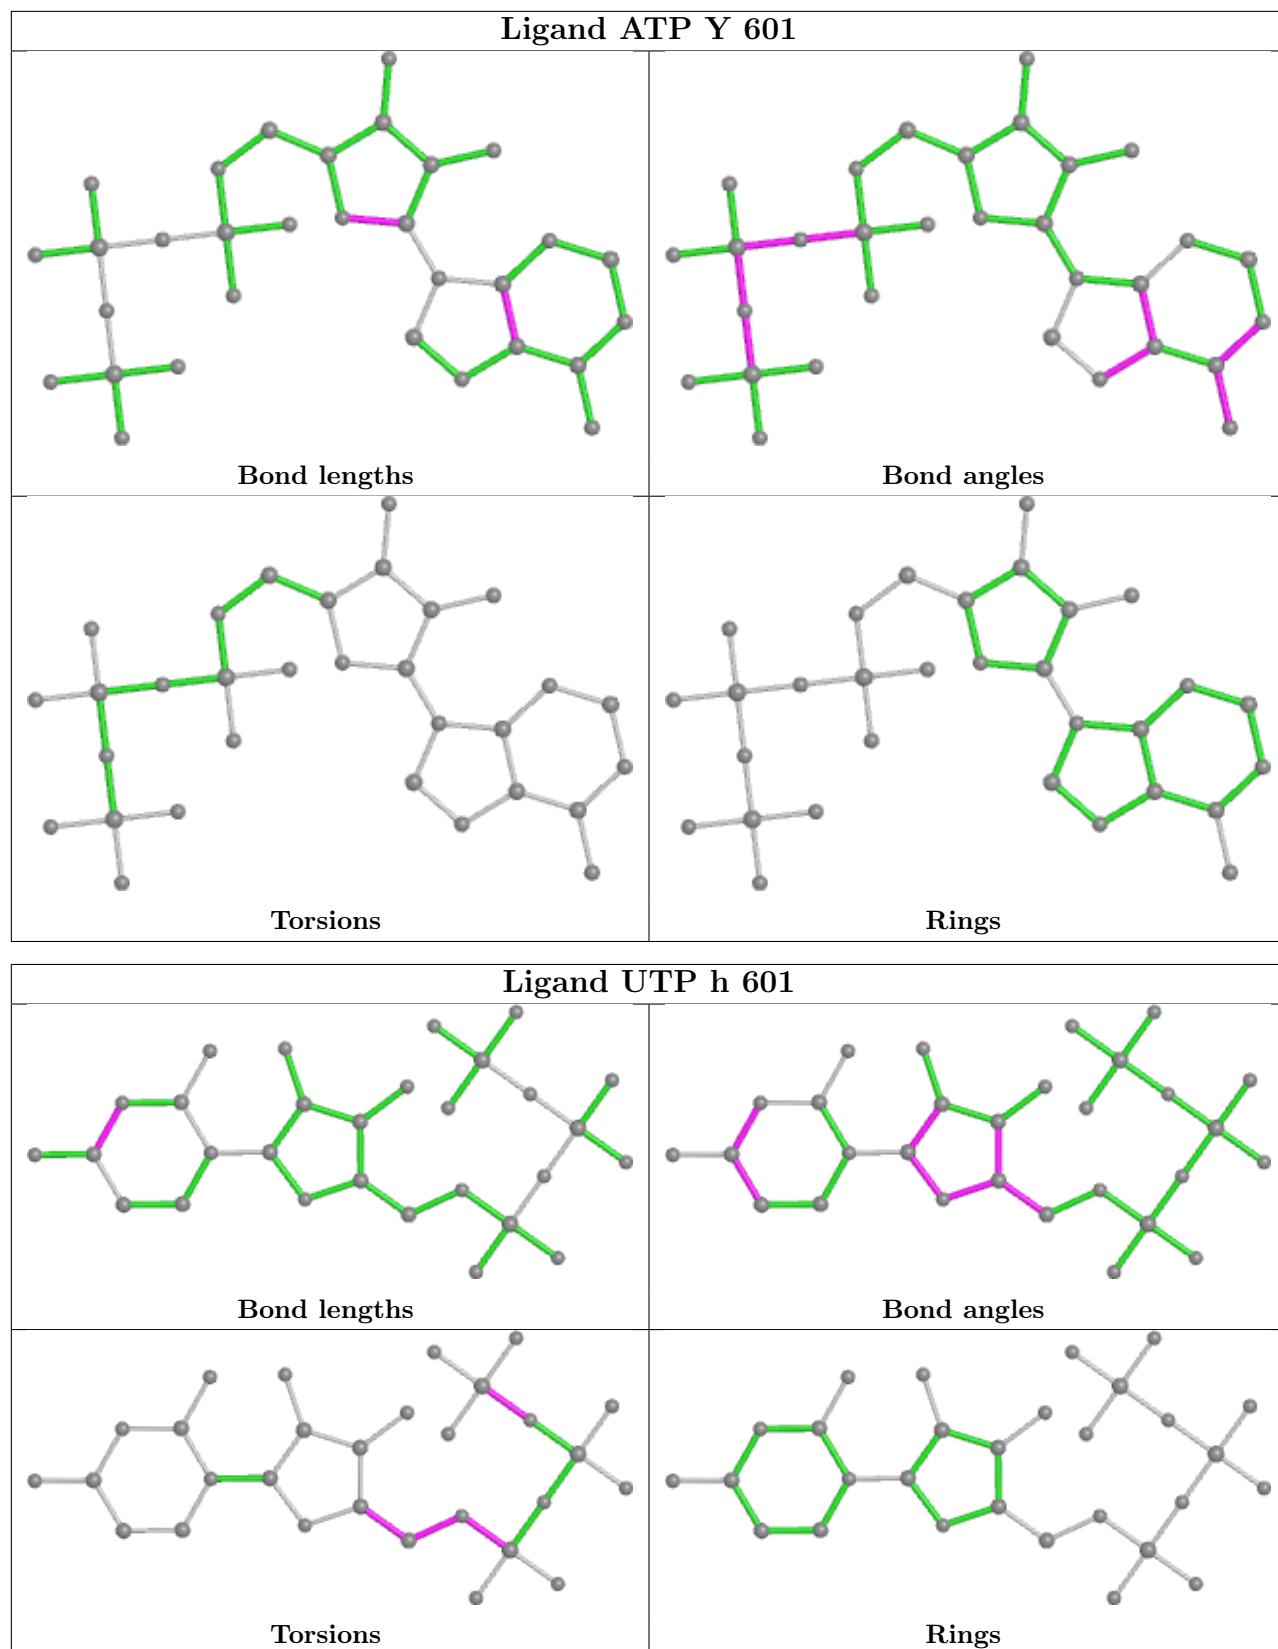 Ligand ATP Y 601
Bond lengths
Bond angles
Torsions
Rings
Ligand UTP h 601
Bond lengths
Bond angles
Torsions
Rings